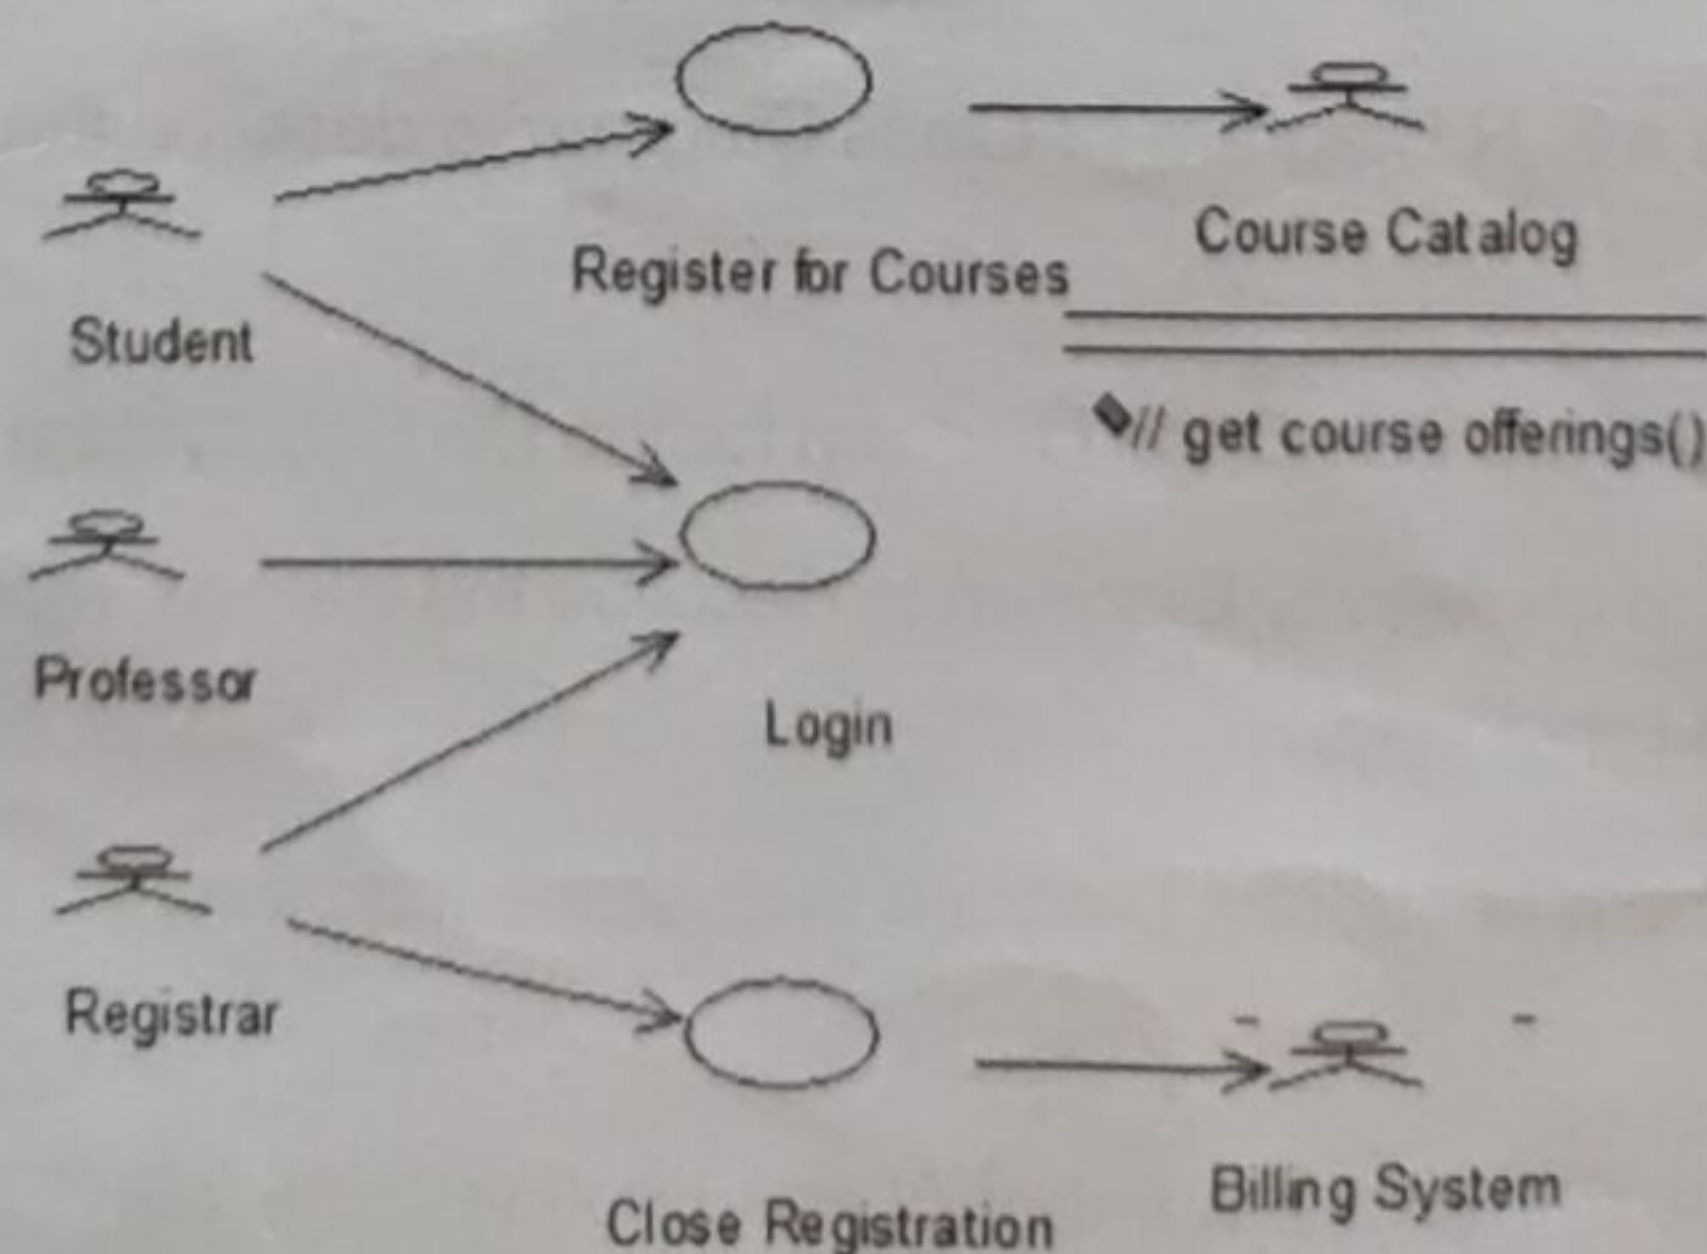 Course Catalog
Register for Courses
Student
// get course offerings()
Professor
Login
Registrar
Billing System
Close Registration